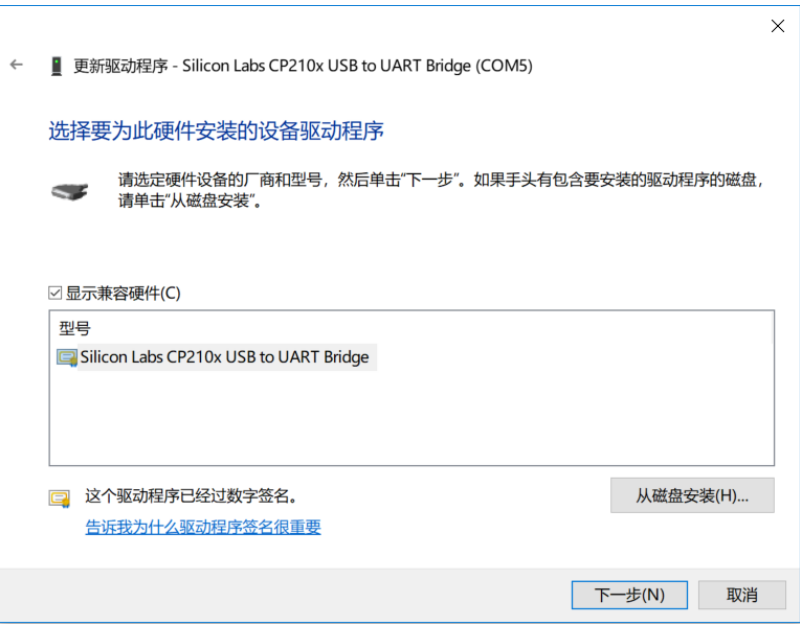 更新驱动程序 - Silicon Labs CP210x USB to UART Bridge (COM5)
选择要为此硬件安装的设备驱动程序
请选定硬件设备的厂商和型号，然后单击"下一步"。如果手头有包含要安装的驱动程序的磁盘，
请单击"从磁盘安装"。
显示兼容硬件(C)
型号
Silicon Labs CP210x USB to UART Bridge
这个驱动程序已经过数字签名。
从磁盘安装(H)...
告诉我为什么驱动程序签名很重要
下一步(N)
取消